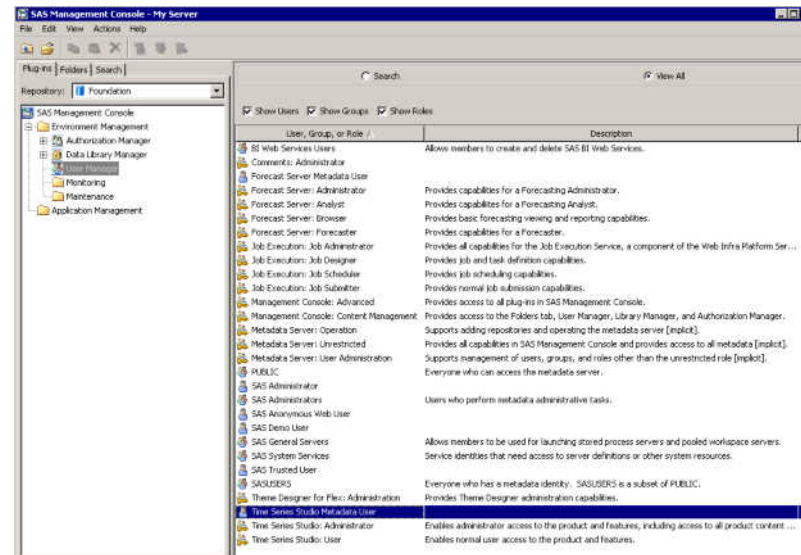 SAS Management Console - My Server
File Edit View Actions Help
Plug-ins Folders Search
Repository: Foundation
SAS Management Console
Environment Management
Authorization Manager
Data Library Manager
User Manager
Monitoring
Maintenance
Application Management
Search View All
Show Users Show Groups Show Roles
User, Group, or Role Description
BI Web Services Users Allows members to create and delete SAS BI Web Services.
Comments: Administrator
Forecast Server Metadata User
Forecast Server: Administrator Provides capabilities for a Forecasting Administrator.
Forecast Server: Analyst Provides capabilites for a Forecasting Analyst.
Forecast Server: Browser Provides basic forecasting viewing and reporting capabilities.
Forecast Server: Forecaster Provides capabilities for a Forecaster.
Job Execution: Job Administrator Provides all capabilities for the Job Execution Service, a component of the Web Infra Platform Ser...
Job Execution: Job Designer Provides job and task definition capabilities.
Job Execution: Job Scheduler Provides job scheduling capabilities.
Job Execution: Job Submitter Provides normal job submission capabilities.
Management Console: Advanced Provides access to all plug-ins in SAS Management Console.
Management Console: Content Management Provides access to the Folders tab, User Manager, Library Manager, and Authorization Manager.
Metadata Server: Operation Supports adding repositories and operating the metadata server [implicit].
Metadata Server: Unrestricted Provides all capabilities in SAS Management Console and provides access to all metadata [implicit].
Metadata Server: User Administration Supports management of users, groups, and roles other than the unrestricted role [implicit].
PUBLIC Everyone who can access the metadata server.
SAS Administrator
SAS Administrators Users who perform metadata administrative tasks.
SAS Anonymous Web User
SAS Demo User
SAS General Servers Allows members to be used for launching stored process servers and pooled workspace servers.
SAS System Services Service identities that need access to server definitions or other system resources.
SAS Trusted User
SASUSERS Everyone who has a metadata identity. SASUSERS is a subset of PUBLIC.
Theme Designer for Flex: Administration Provides Theme Designer administration capabilities.
Time Series Studio Metadata User
Time Series Studio: Administrator Enables administrator access to the product and features, including access to all product content ...
Time Series Studio: User Enables normal user access to the product and features.